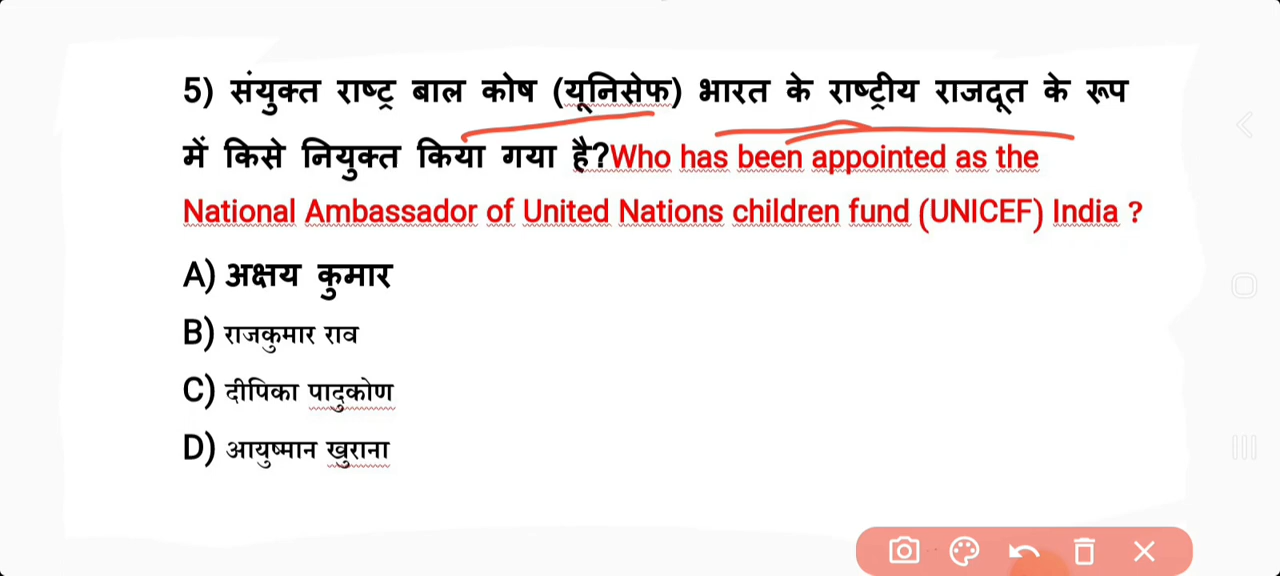 5) संयुक्त राष्ट्र बाल कोष (यूनिसेफ) भारत के राष्ट्रीय राजदूत के रूप
में किसे नियुक्त किया गया है?Who has been appointed as the
National Ambassador of United Nations children fund (UNICEF) India ?
A) अक्षय कुमार
B) राजकुमार राव
C) दीपिका पादुकोण
D) आयुष्मान खुराना